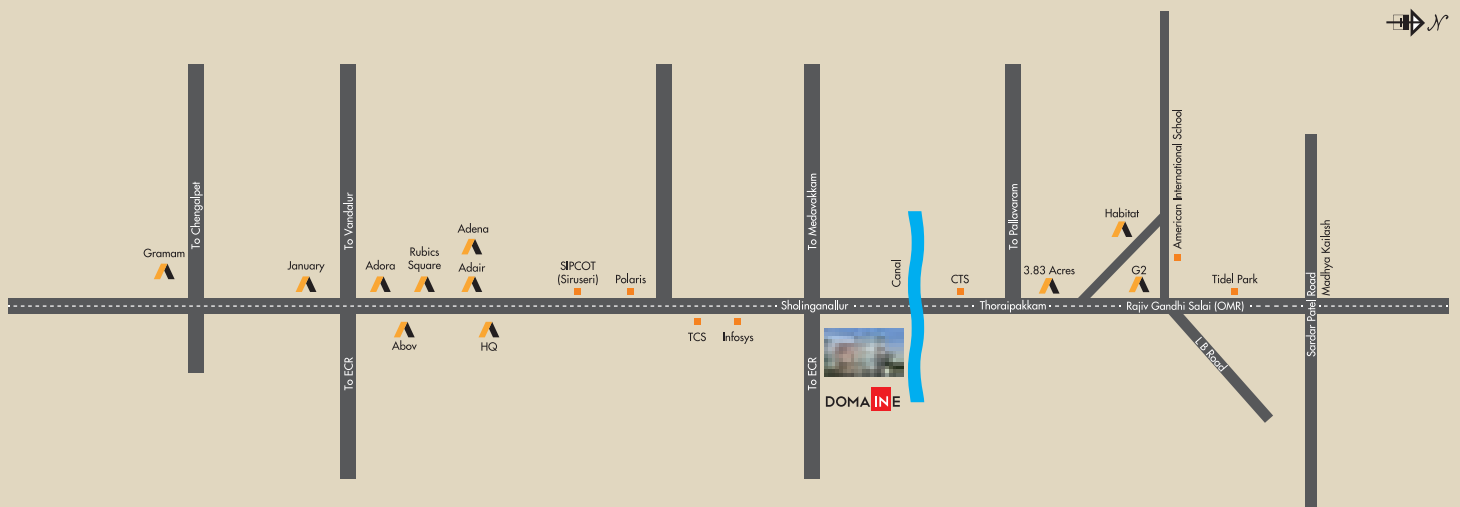 N
To Chengalpet
To Vandalur
To Medavakkam
To Pallavaram
American International School
Madhya Kailash
Sardar Patel Road
Gramam
January
Adora
Rubics
Square
Adena
Adair
SIPCOT
(Siruseri)
Polaris
Canal
CTS
3.83 Acres
Habitat
G2
Tidel Park
Sholinganallur
Thoraipakkam
Rajiv Gandhi Salai (OMR)
Abov
HQ
TCS
Infosys
To ECR
To ECR
L B Road
DOMAINE